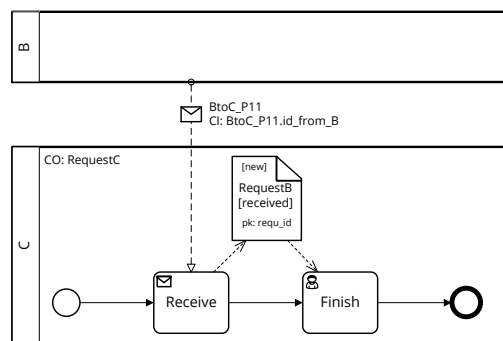 B
BtoC_P11
CI: BtoC_P11.id_from_B
CO: RequestC
[new]
RequestB
[received]
pk: requ_id
C
Receive
Finish